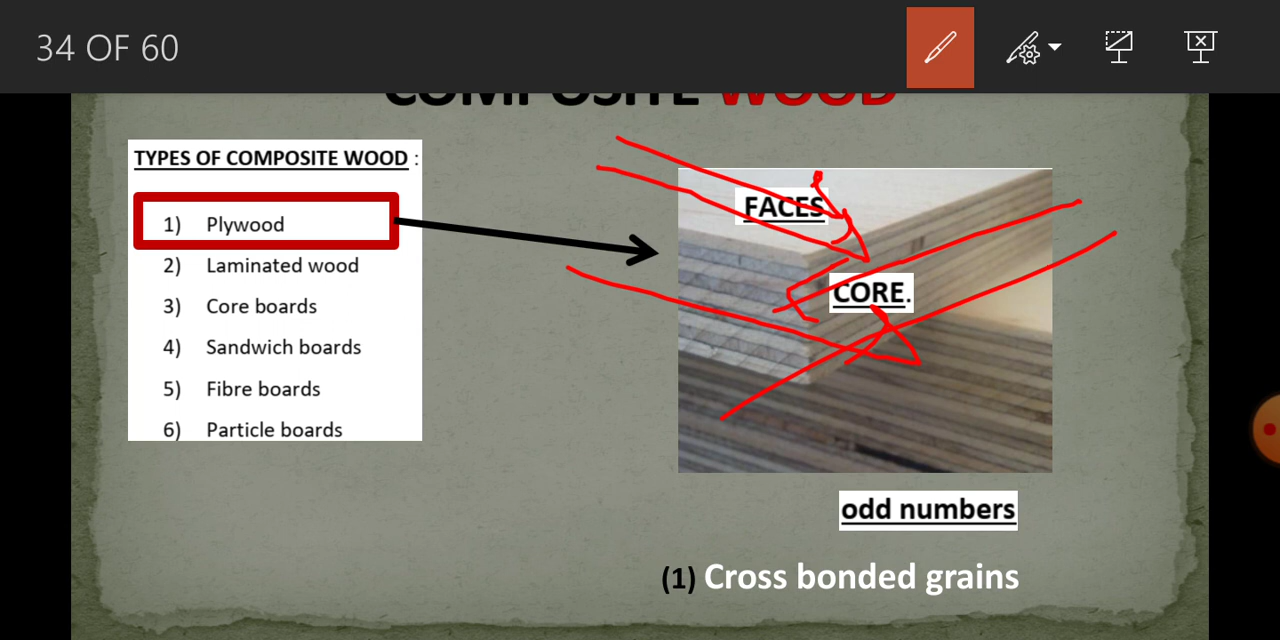 34 OF 60
COMPOSITE WOOD
TYPES OF COMPOSITE WOOD :
1) Plywood
2) Laminated wood
3) Core boards
4) Sandwich boards
5) Fibre boards
6) Particle boards
FACES
CORE.
odd numbers
(1) Cross bonded grains